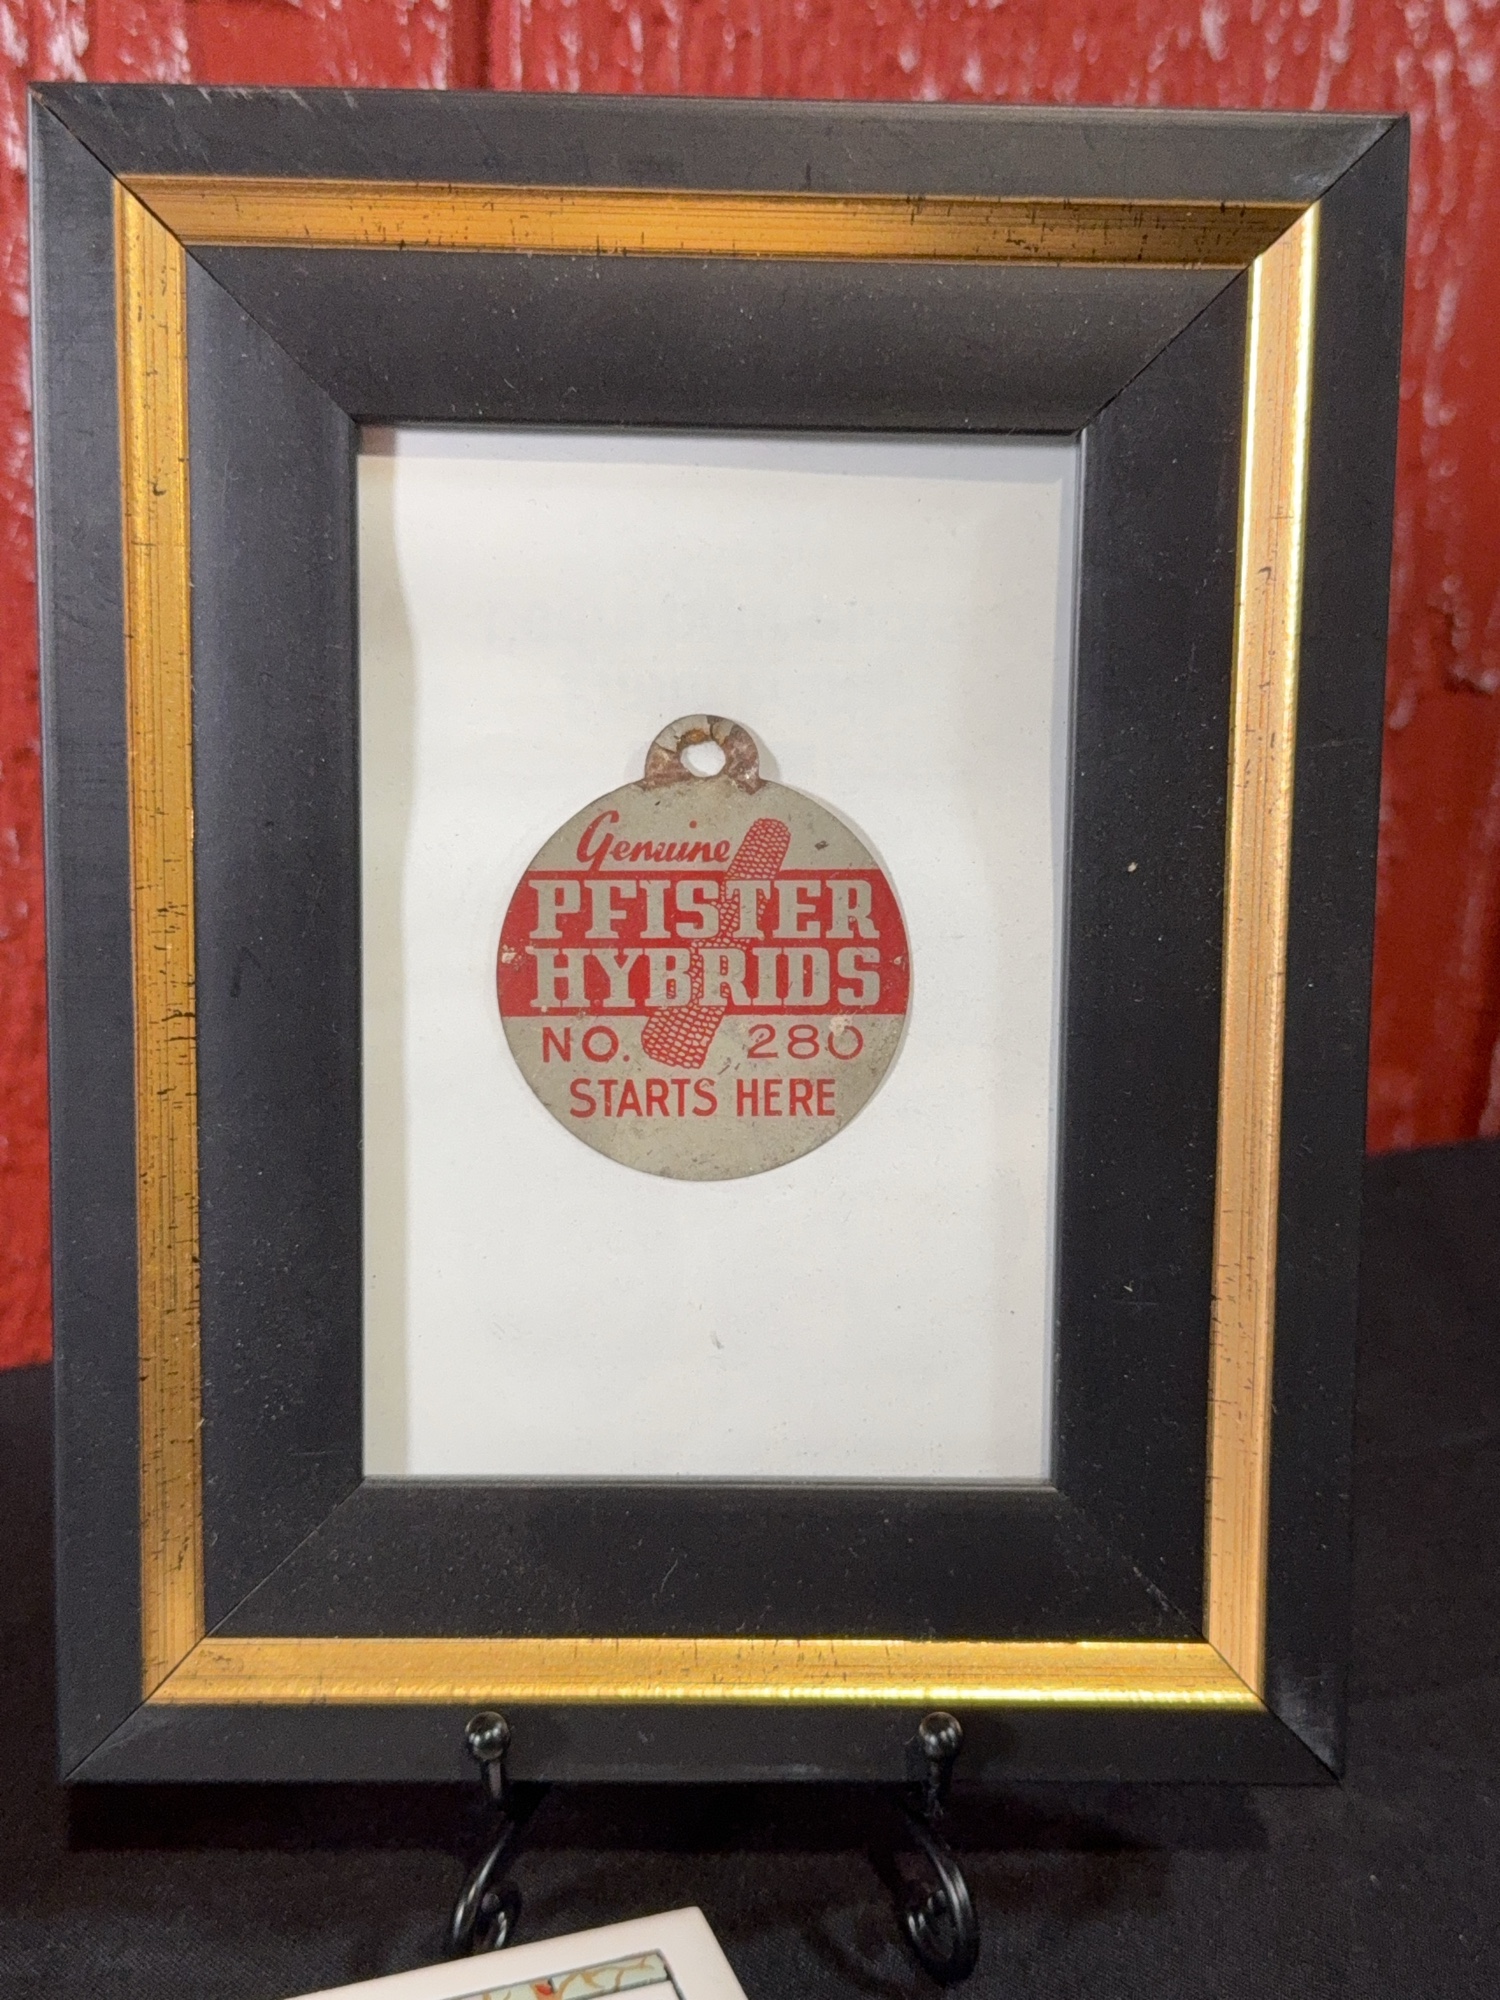 Genuine
PFISTER
HYBRIDS
NO. 280
STARTS HERE